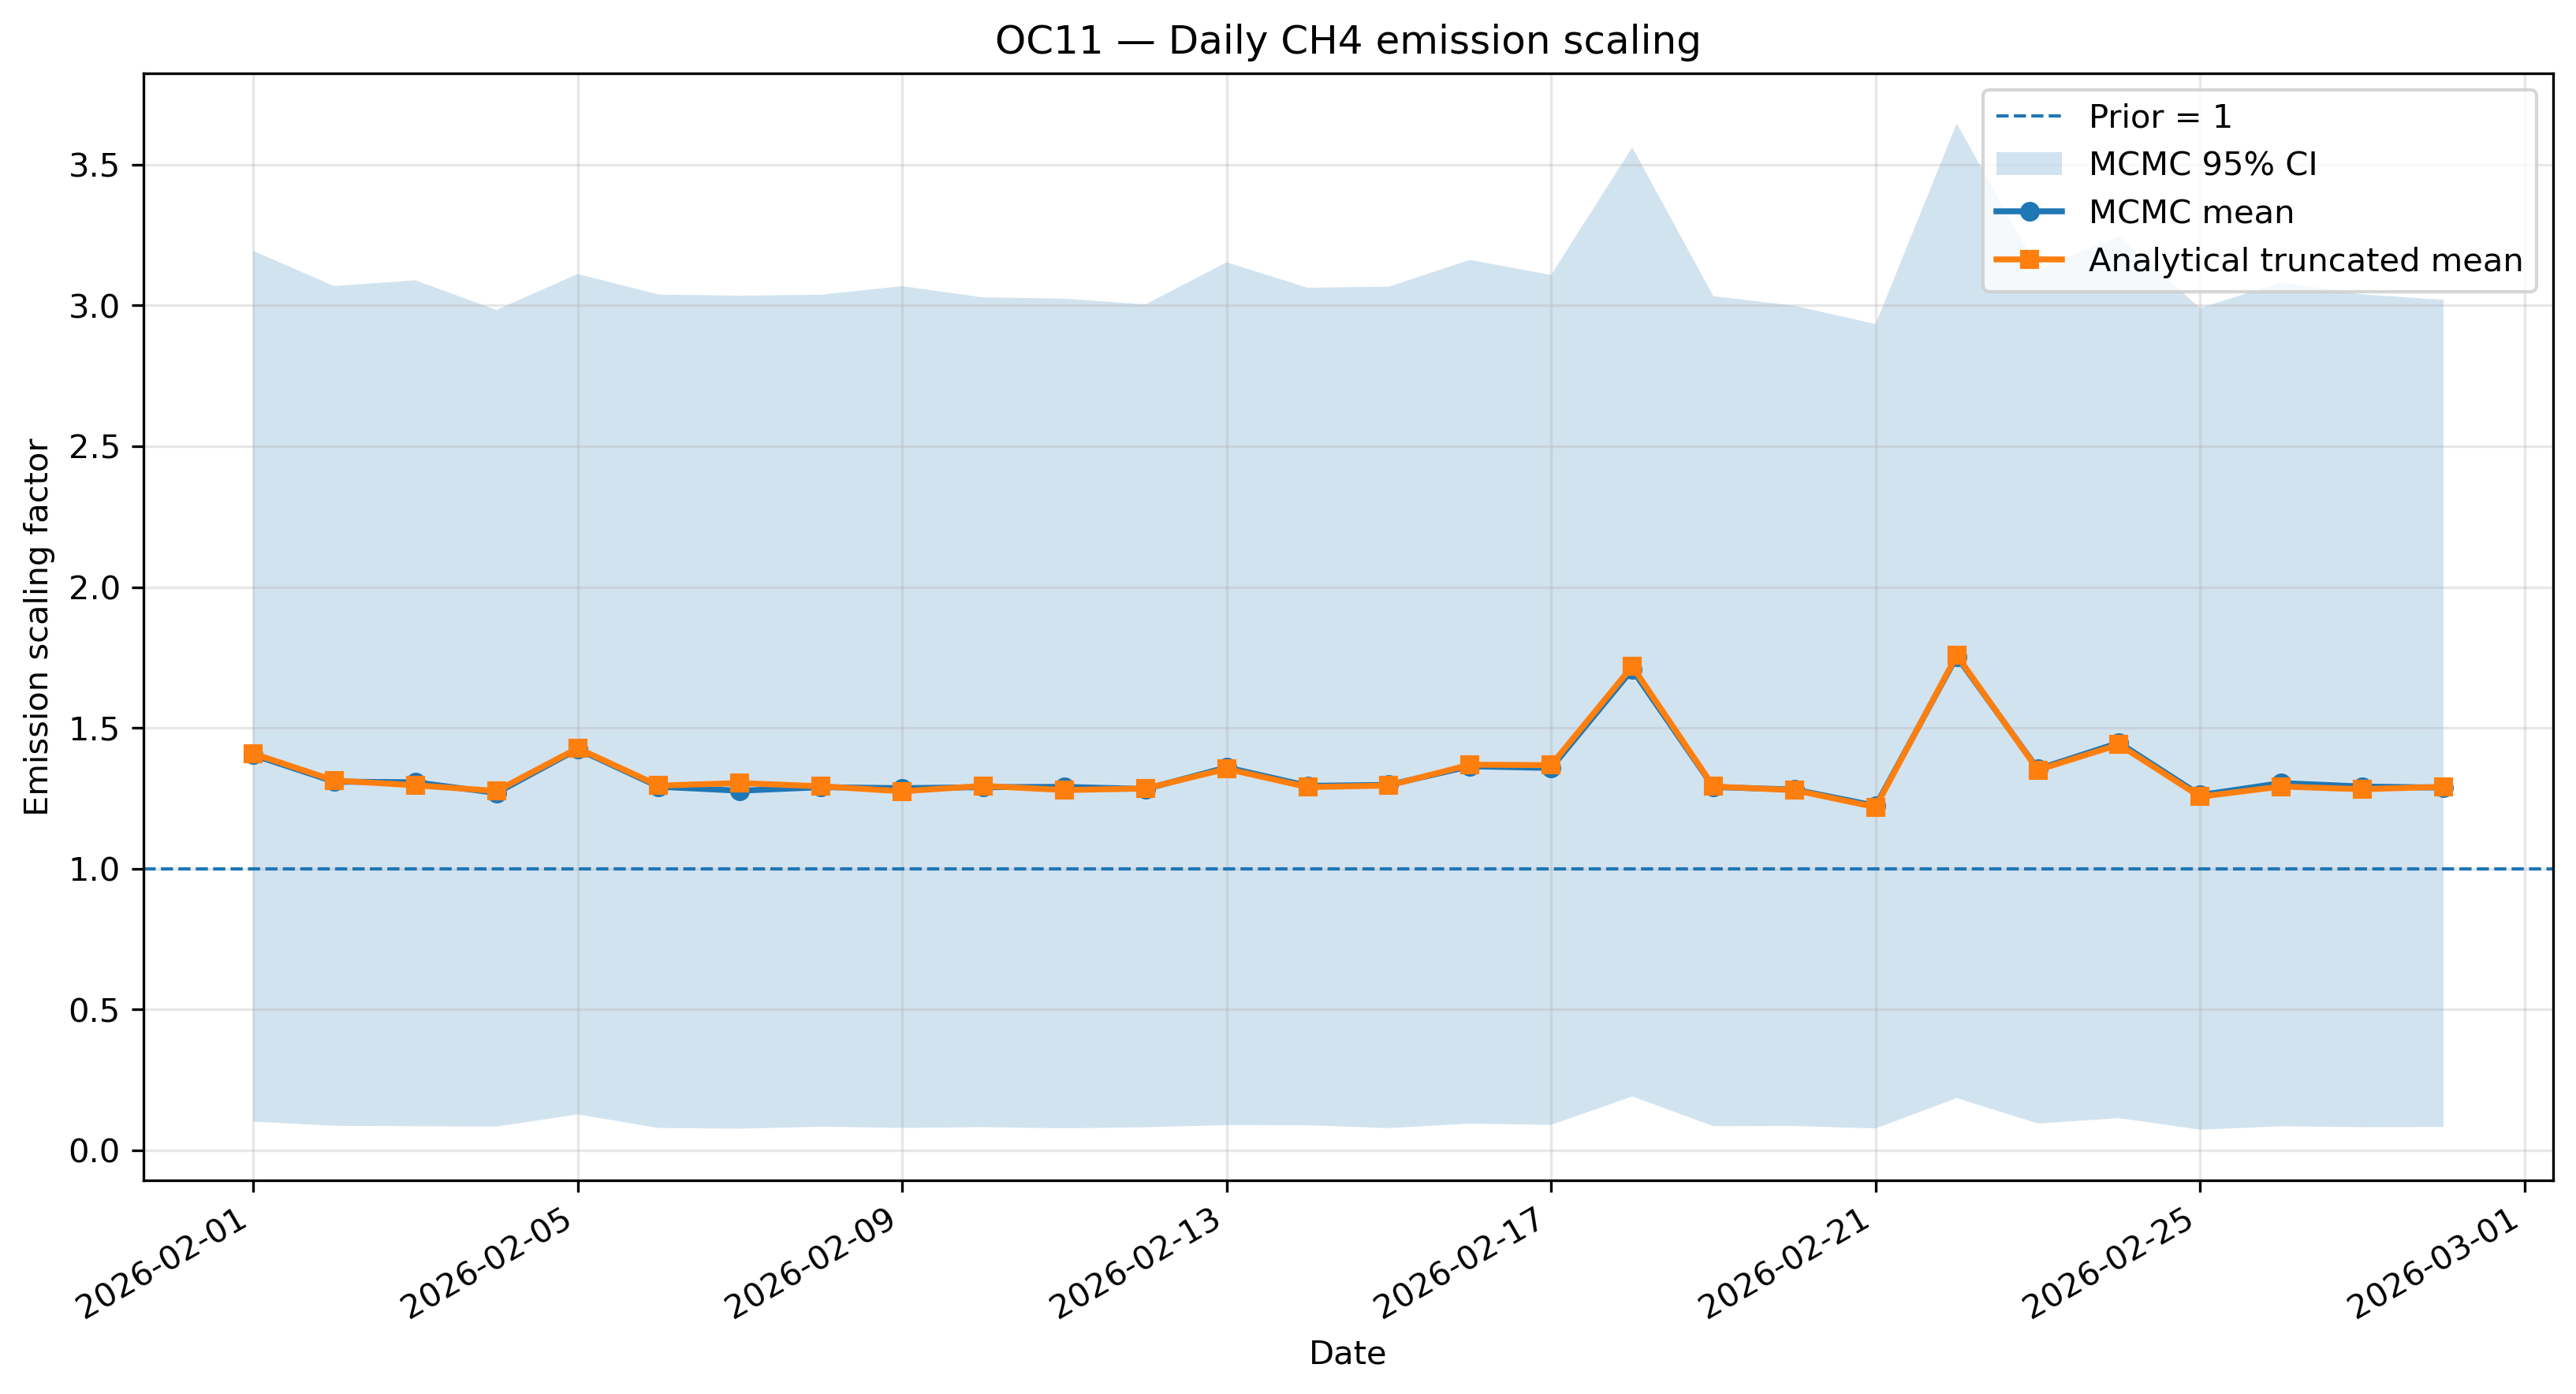 OC11 — Daily CH4 emission scaling
Prior = 1
MCMC 95% CI
MCMC mean
Analytical truncated mean
Emission scaling factor
3.5
3.0
2.5
2.0
1.5
1.0
0.5
0.0
2026-02-01
2026-02-05
2026-02-09
2026-02-13
2026-02-17
2026-02-21
2026-02-25
2026-03-01
Date